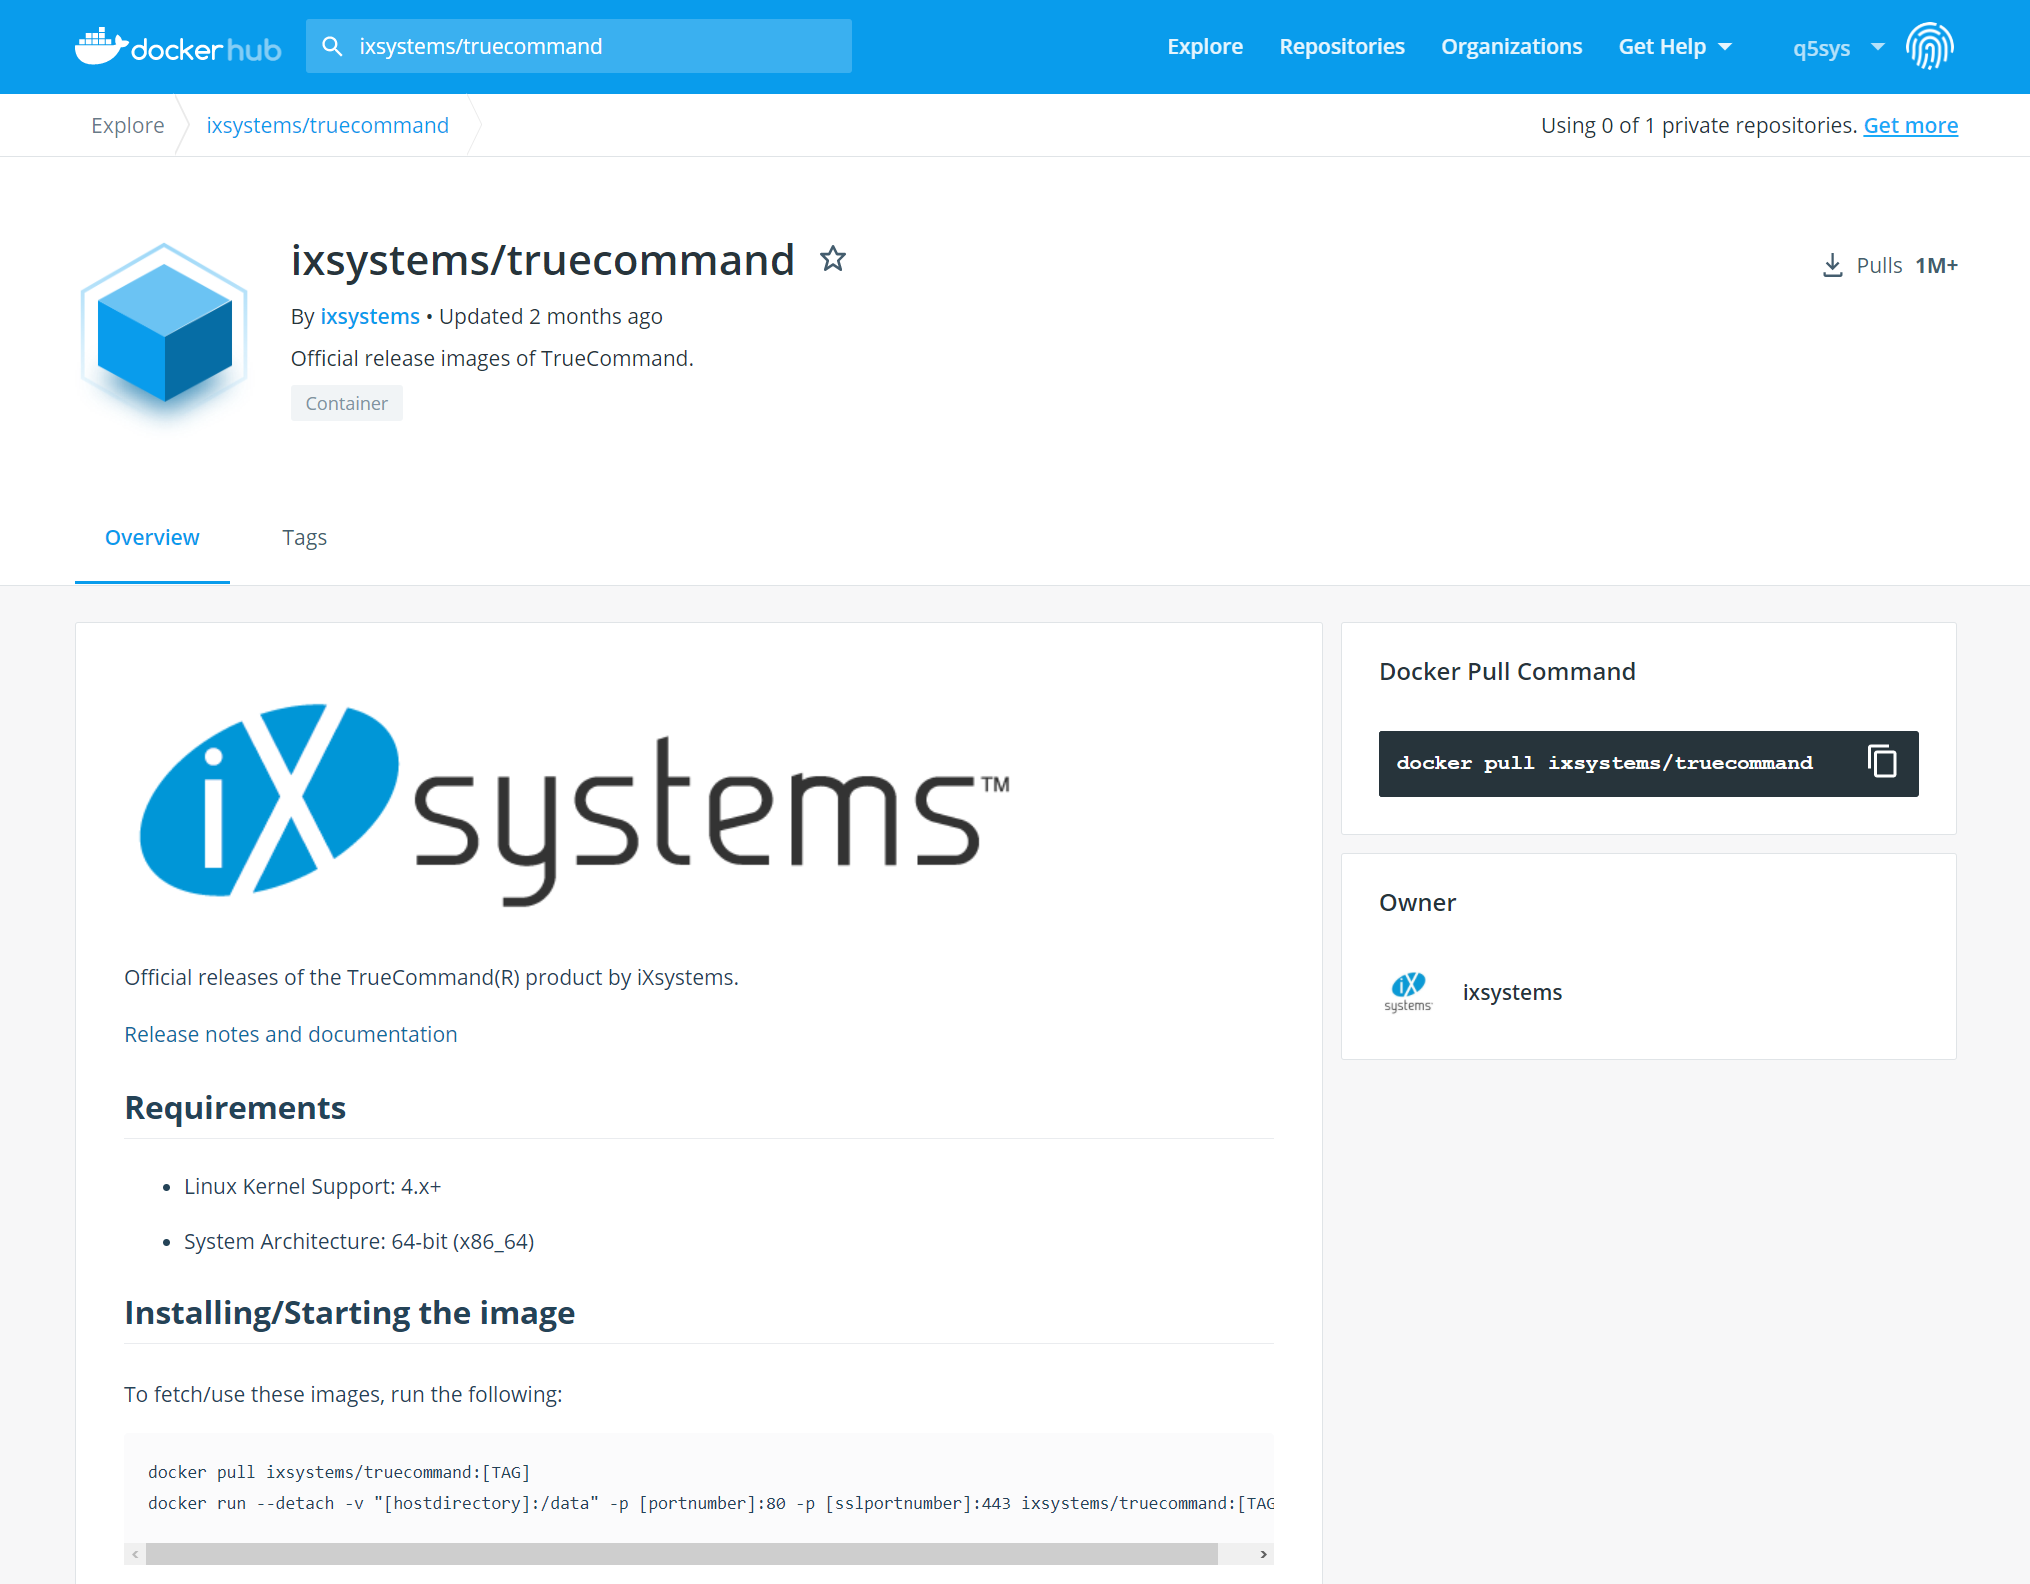 docker hub
ixsystems/truecommand
Explore Repositories Organizations Get Help q5sys
Explore ixsystems/truecommand
Using 0 of 1 private repositories. Get more
ixsystems/truecommand
Pulls 1M+
By ixsystems • Updated 2 months ago
Official release images of TrueCommand.
Container
Overview Tags
iXsystems™
Official releases of the TrueCommand(R) product by iXsystems.
Release notes and documentation
Requirements
• Linux Kernel Support: 4.x+
• System Architecture: 64-bit (x86_64)
Installing/Starting the image
To fetch/use these images, run the following:
docker pull ixsystems/truecommand:[TAG]
docker run --detach -v "[hostdirectory]:/data" -p [portnumber]:80 -p [sslportnumber]:443 ixsystems/truecommand:[TAG
Docker Pull Command
docker pull ixsystems/truecommand
Owner
iX
systems
ixsystems